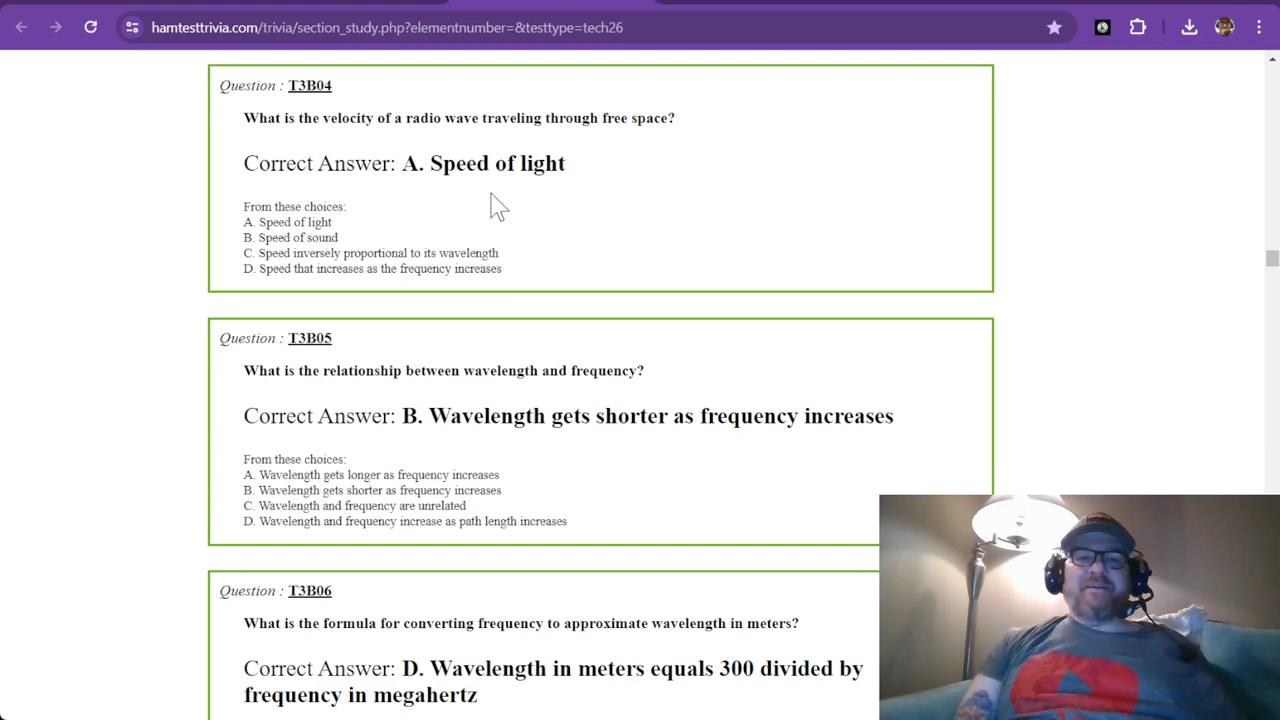 hamtesttrivia.com/trivia/section_study.php?elementnumber=&testtype=tech26
Question : T3B04
What is the velocity of a radio wave traveling through free space?
Correct Answer: A. Speed of light
From these choices:
A. Speed of light
B. Speed of sound
C. Speed inversely proportional to its wavelength
D. Speed that increases as the frequency increases
Question : T3B05
What is the relationship between wavelength and frequency?
Correct Answer: B. Wavelength gets shorter as frequency increases
From these choices:
A. Wavelength gets longer as frequency increases
B. Wavelength gets shorter as frequency increases
C. Wavelength and frequency are unrelated
D. Wavelength and frequency increase as path length increases
Question : T3B06
What is the formula for converting frequency to approximate wavelength in meters?
Correct Answer: D. Wavelength in meters equals 300 divided by
frequency in megahertz